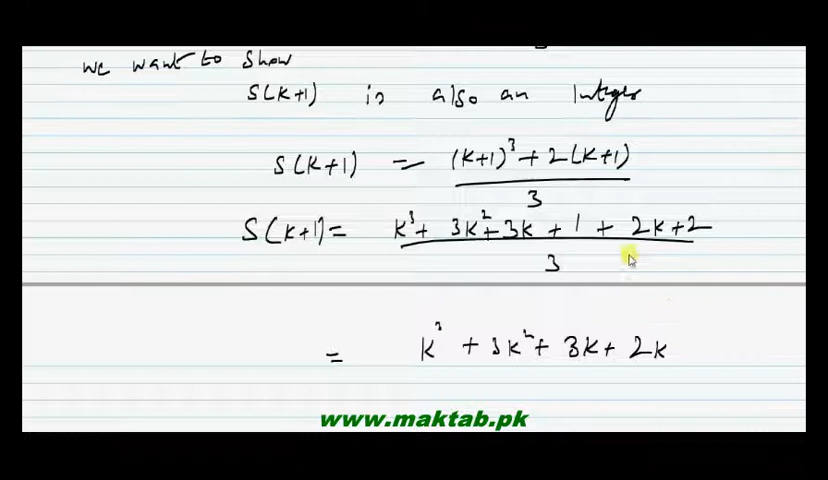 we want to show
S(k+1) is also an Integer
S(k+1) = (k+1)³ + 2(k+1)
3
S(k+1) = k³ + 3k² + 3k + 1 + 2k + 2
3
= k³ + 3k² + 3k + 2k
www.maktab.pk